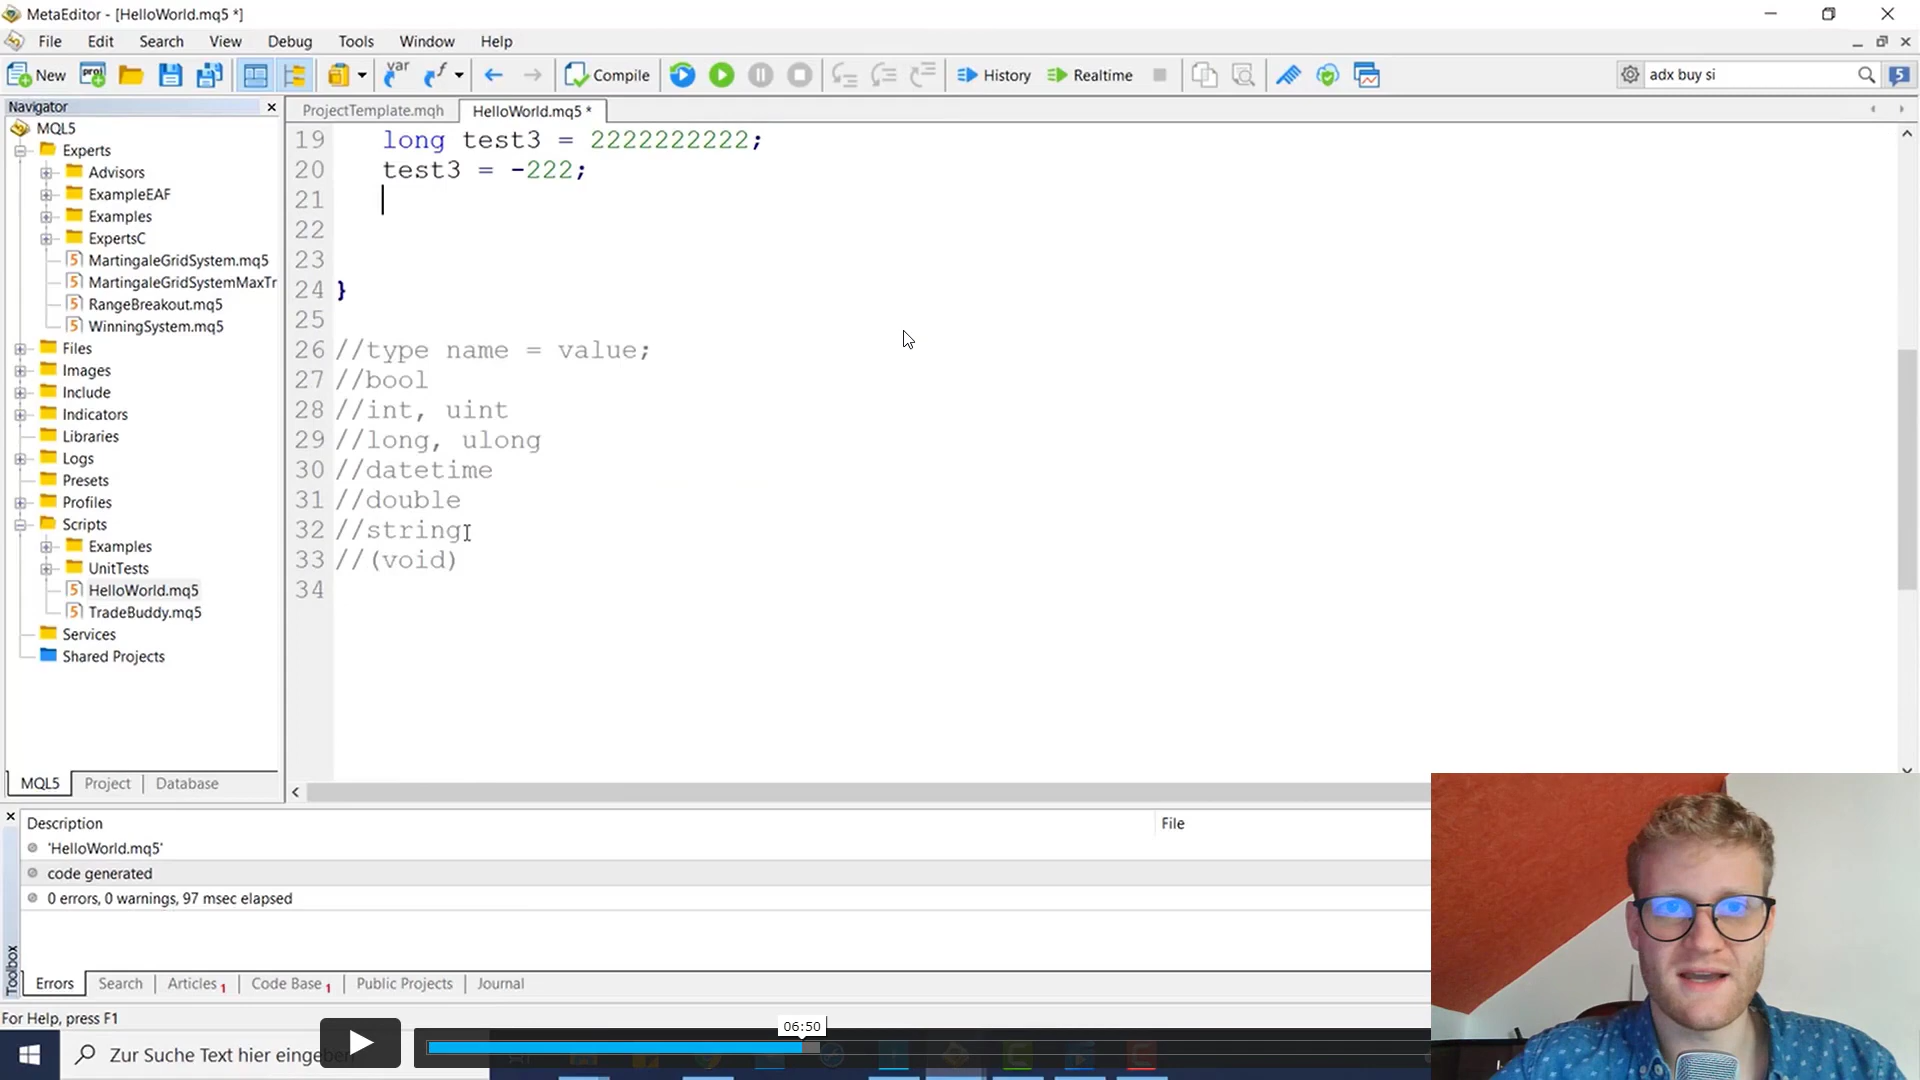 MetaEditor - [HelloWorld.mq5 *]
File Edit Search View Debug Tools Window Help
New proj var f Compile History Realtime adx buy si 5
Navigator
ProjectTemplate.mqh HelloWorld.mq5 *
MQL5
Experts
Advisors
ExampleEAF
Examples
ExpertsC
MartingaleGridSystem.mq5
MartingaleGridSystemMaxTr
RangeBreakout.mq5
WinningSystem.mq5
Files
Images
Include
Indicators
Libraries
Logs
Presets
Profiles
Scripts
Examples
UnitTests
HelloWorld.mq5
TradeBuddy.mq5
Services
Shared Projects
MQL5 Project Database
19 long test3 = 2222222222;
20 test3 = -222;
21
22
23
24 }
25
26 //type name = value;
27 //bool
28 //int, uint
29 //long, ulong
30 //datetime
31 //double
32 //string
33 //(void)
34
Description File
'HelloWorld.mq5'
code generated
0 errors, 0 warnings, 97 msec elapsed
Toolbox
Errors Search Articles 1 Code Base 1 Public Projects Journal
For Help, press F1
06:50
Zur Suche Text hier eingeben